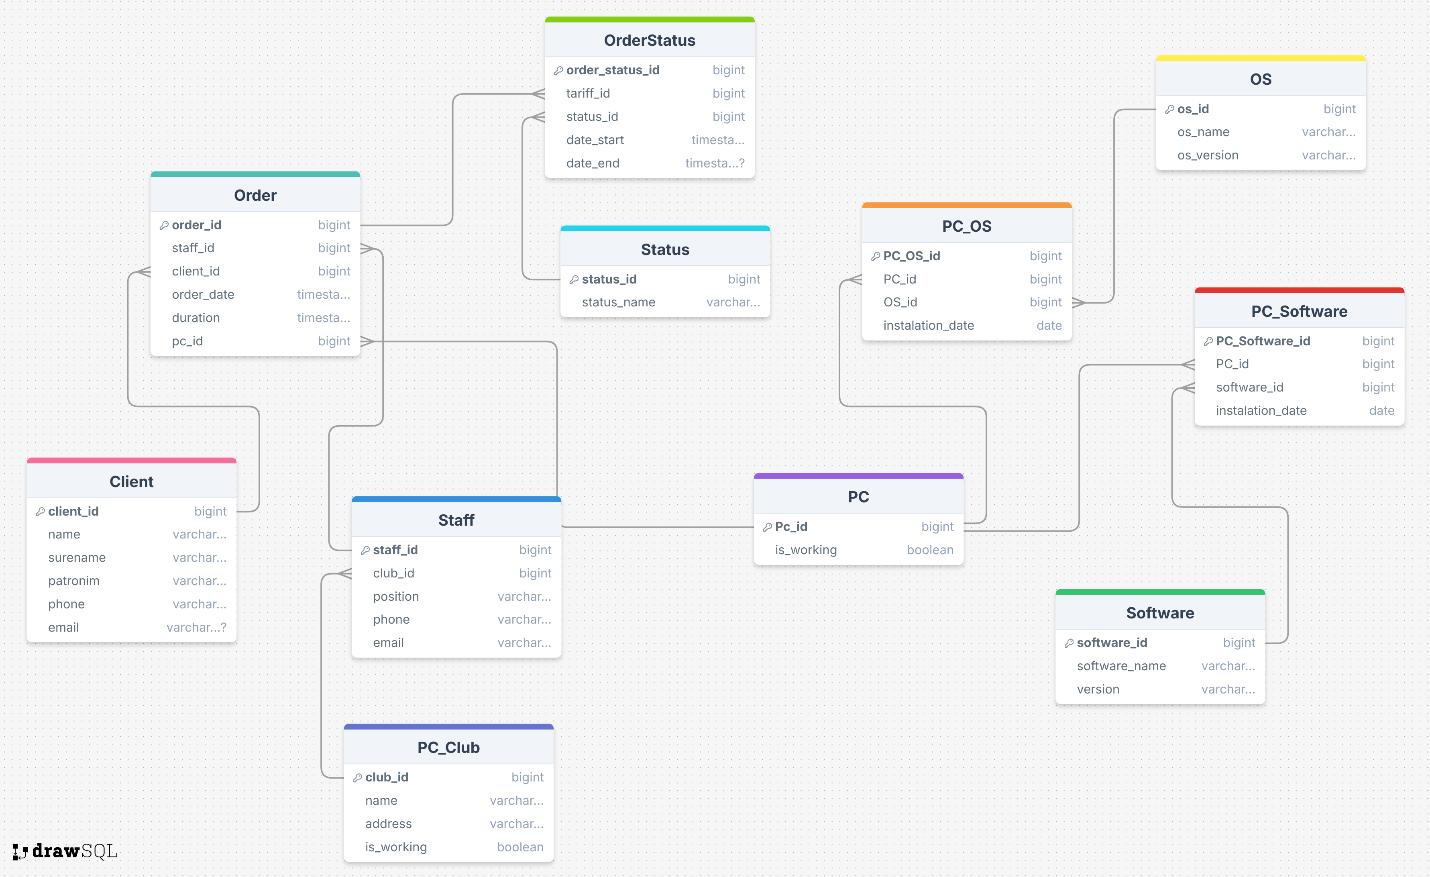 OrderStatus
order_status_id bigint
tariff_id bigint
status_id bigint
date_start timesta...
date_end timesta...?
OS
os_id bigint
os_name varchar...
os_version varchar...
Order
order_id bigint
staff_id bigint
client_id bigint
order_date timesta...
duration timesta...
pc_id bigint
Status
status_id bigint
status_name varchar...
PC_OS
PC_OS_id bigint
PC_id bigint
OS_id bigint
instalation_date date
PC_Software
PC_Software_id bigint
PC_id bigint
software_id bigint
instalation_date date
Client
client_id bigint
name varchar...
surename varchar...
patronim varchar...
phone varchar...
email varchar...?
Staff
staff_id bigint
club_id bigint
position varchar...
phone varchar...
email varchar...
PC
Pc_id bigint
is_working boolean
Software
software_id bigint
software_name varchar...
version varchar...
PC_Club
club_id bigint
name varchar...
address varchar...
is_working boolean
drawSQL